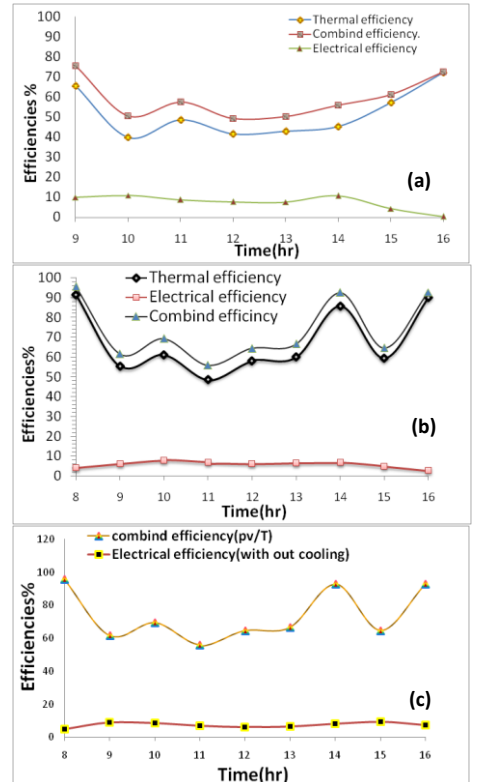 100
90
80
70
60
50
40
30
20
10
0
Efficiencies %
Thermal efficiency
Combind efficiency.
Electrical efficiency
(a)
9 10 11 12 13 14 15 16
Time(hr)
100
90
80
70
60
50
40
30
20
10
0
Efficiencies%
Thermal efficiency
Electrical efficiency
Combind efficincy
(b)
8 9 10 11 12 13 14 15 16
Time(hr)
120
100
80
60
40
20
0
Efficiencies%
combind efficiency(pv/T)
Electrical efficiency(with out cooling)
(c)
8 9 10 11 12 13 14 15 16
Time(hr)